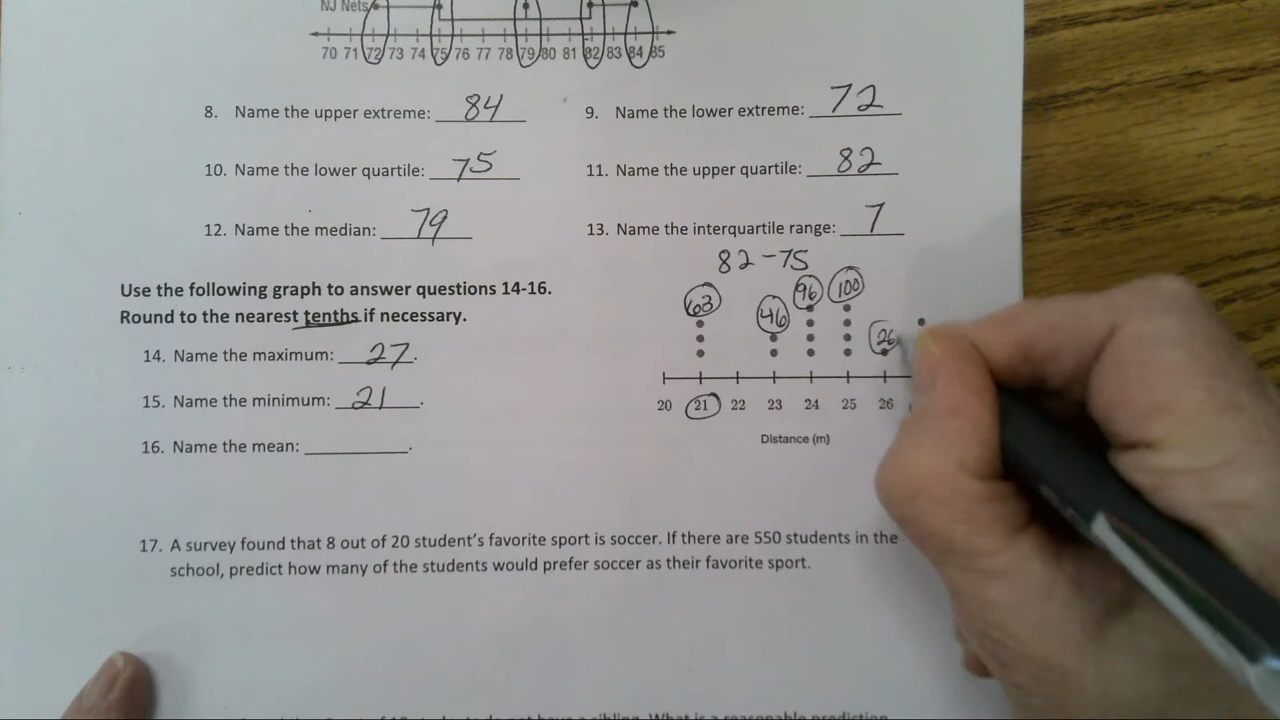 NJ Nets
70 71 72 73 74 75 76 77 78 79 80 81 82 83 84 85
8. Name the upper extreme: 84 9. Name the lower extreme: 72
10. Name the lower quartile: 75 11. Name the upper quartile: 82
12. Name the median: 79 13. Name the interquartile range: 7
82-75
Use the following graph to answer questions 14-16.
Round to the nearest tenths if necessary.
63 46 96 100 26
14. Name the maximum: 27.
15. Name the minimum: 21.
20 21 22 23 24 25 26
Distance (m)
16. Name the mean: ________.
17. A survey found that 8 out of 20 student's favorite sport is soccer. If there are 550 students in the
school, predict how many of the students would prefer soccer as their favorite sport.